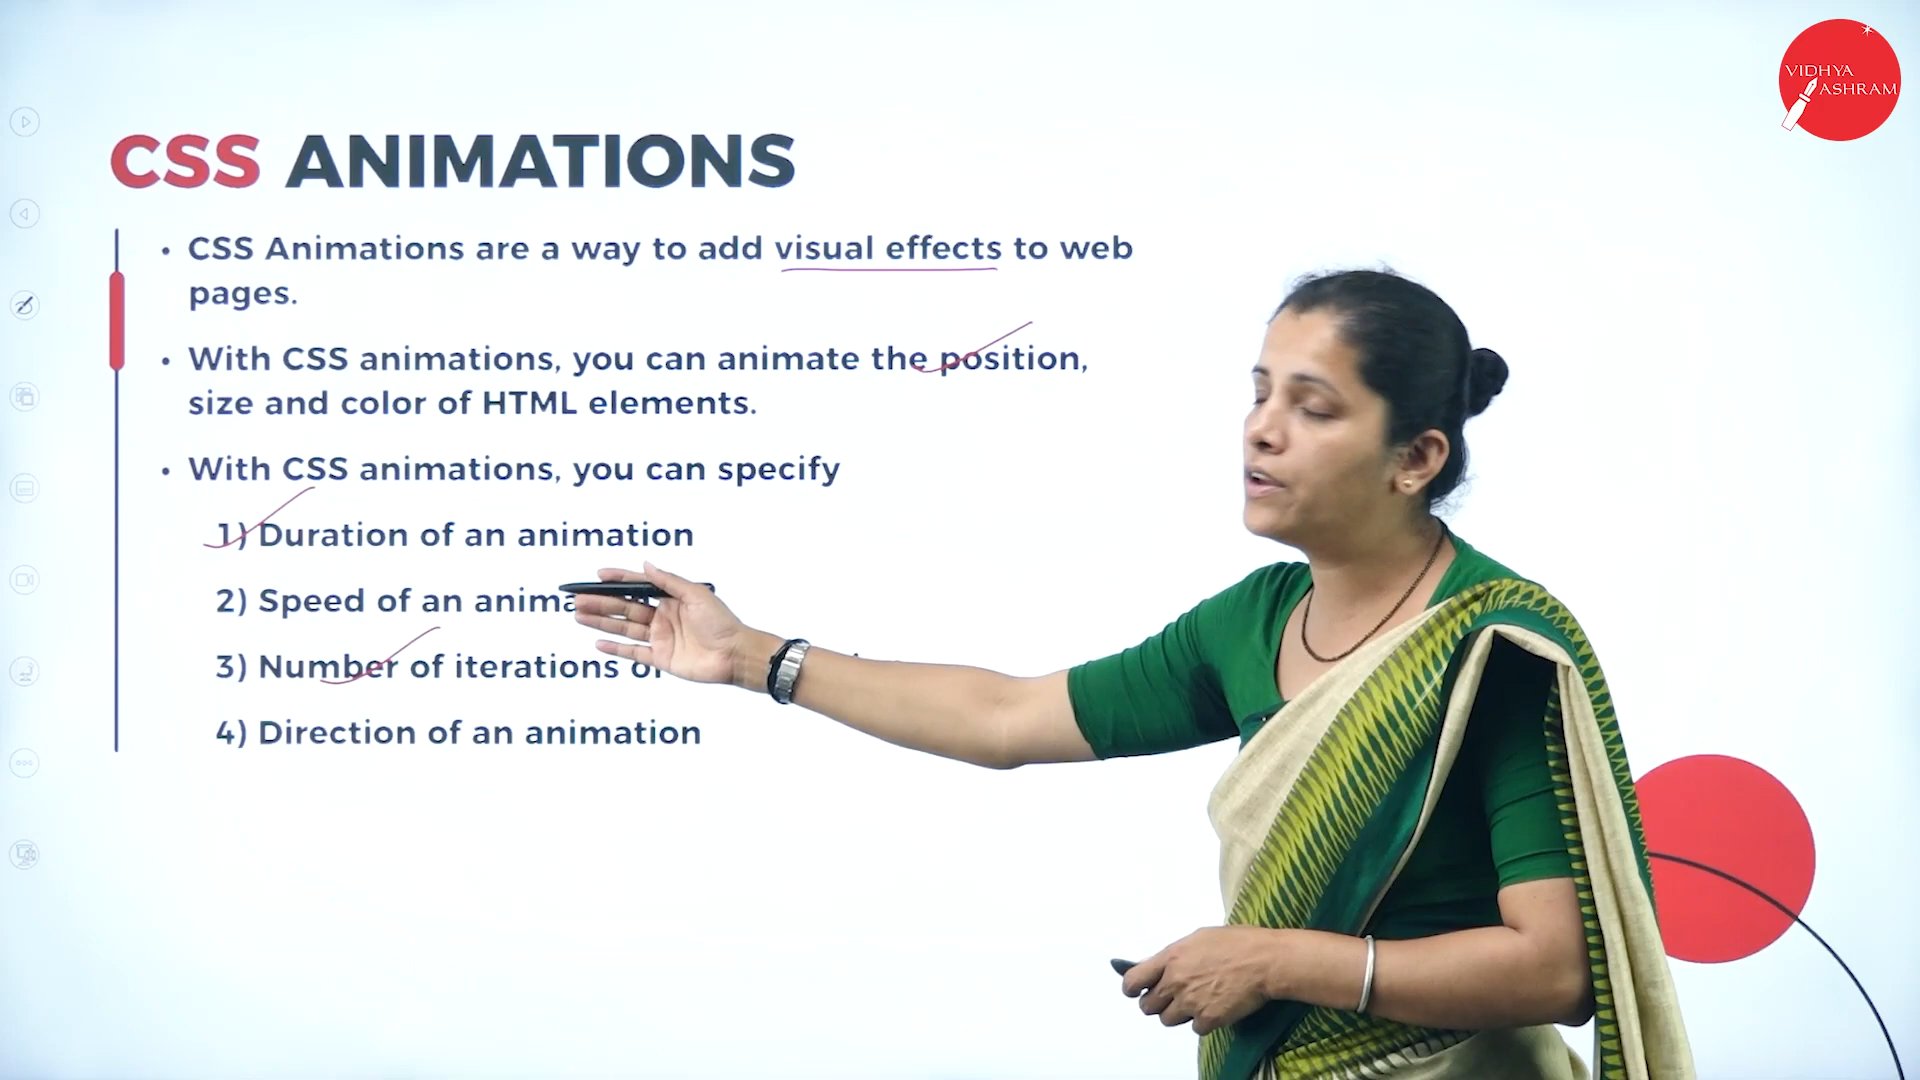 VIDHYA
ASHRAM
CSS ANIMATIONS
• CSS Animations are a way to add visual effects to web
pages.
• With CSS animations, you can animate the position,
size and color of HTML elements.
• With CSS animations, you can specify
1) Duration of an animation
2) Speed of an
3) Number of iterations
4) Direction of an animation